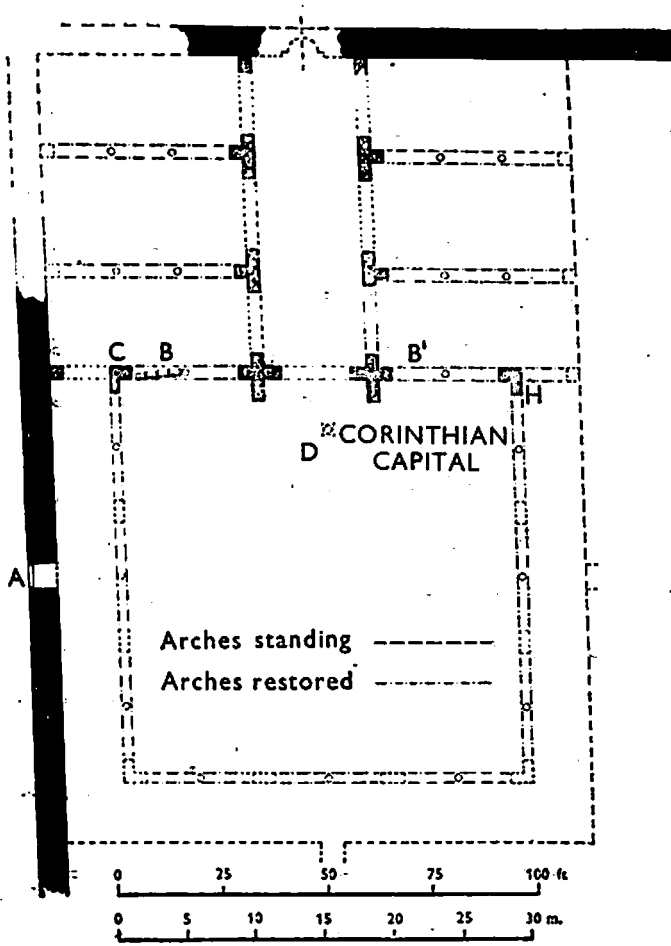 C B B' H
D CORINTHIAN
CAPITAL
A
Arches standing
Arches restored
0 25 50 75 100 ft
0 5 10 15 20 25 30 m.